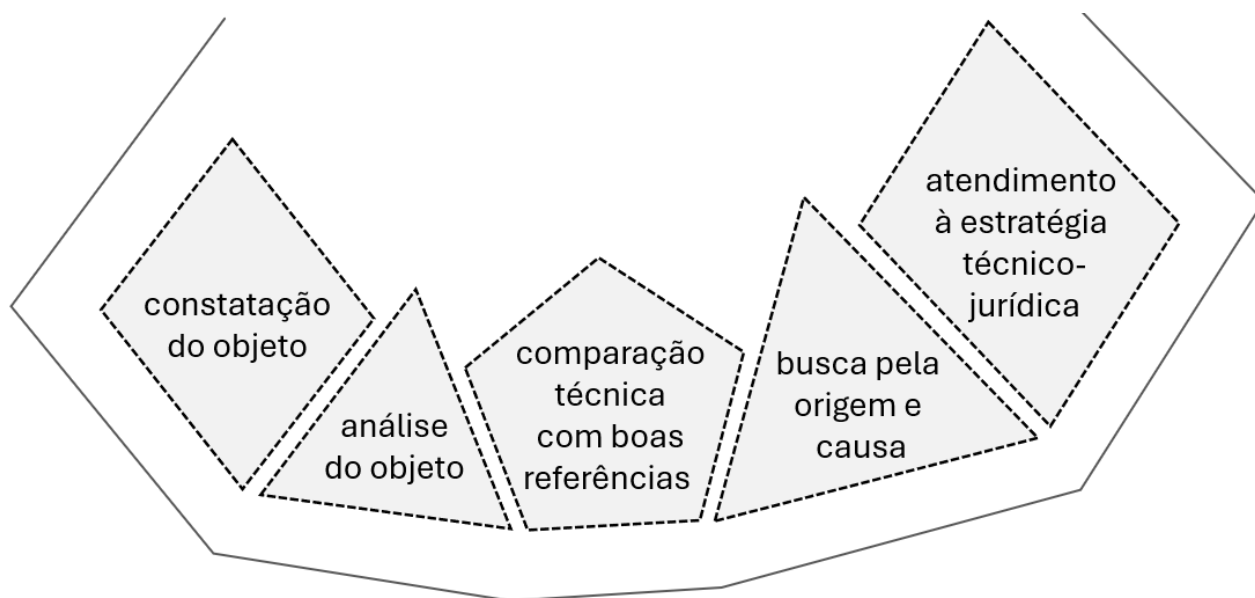 constatação
do objeto
análise
do objeto
comparação
técnica
com boas
referências
busca pela
origem e
causa
atendimento
à estratégia
técnico-
jurídica